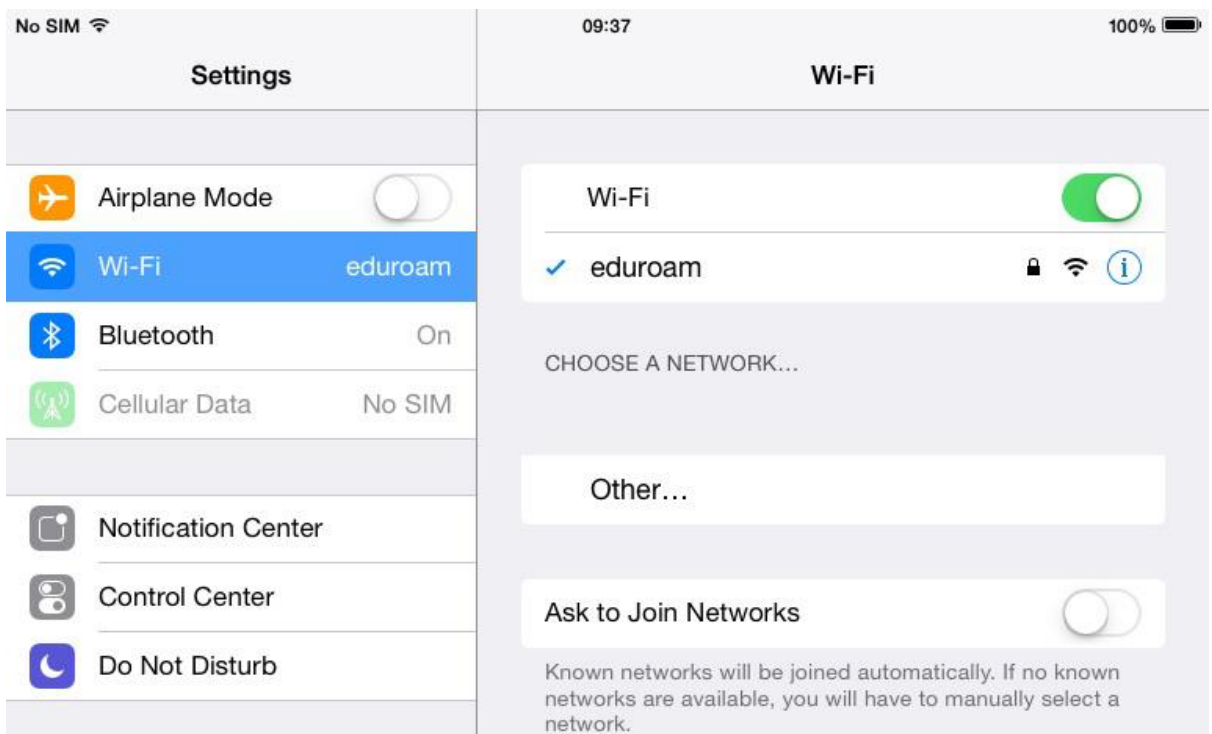 No SIM 09:37 100%
Settings
Wi-Fi
Airplane Mode
Wi-Fi eduroam
Bluetooth On
Cellular Data No SIM
Notification Center
Control Center
Do Not Disturb
Wi-Fi
eduroam
CHOOSE A NETWORK...
Other...
Ask to Join Networks
Known networks will be joined automatically. If no known
networks are available, you will have to manually select a
network.